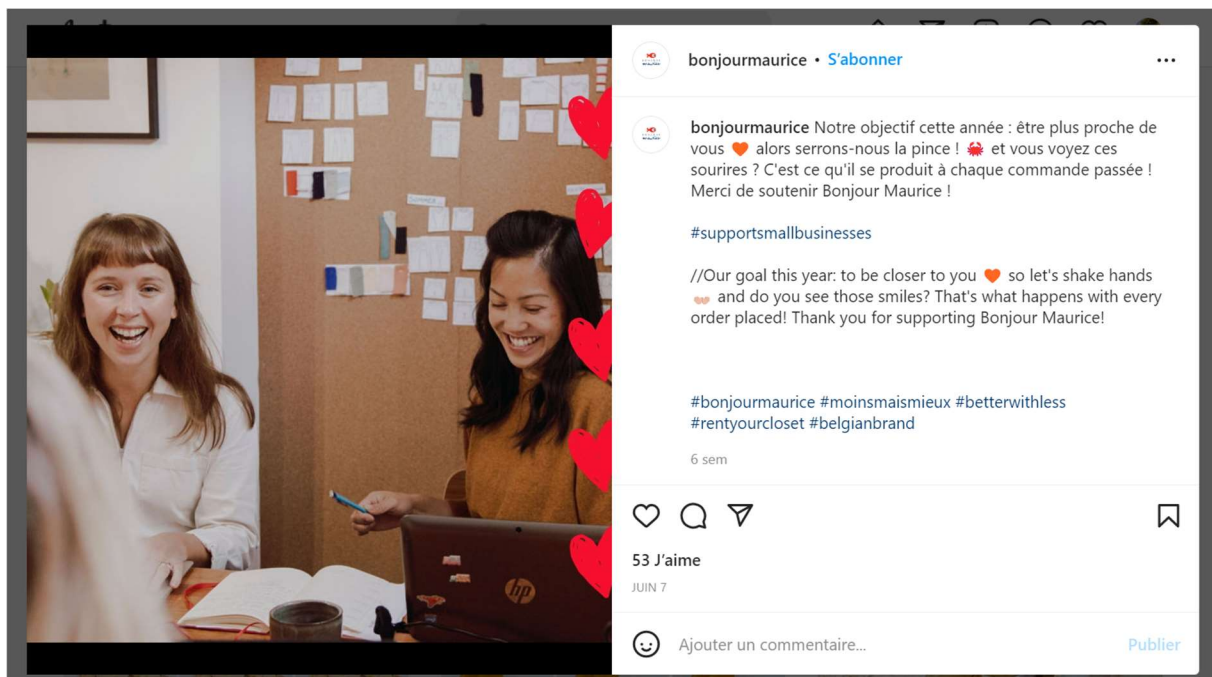 SUMMER
hp
bonjourmaurice • S'abonner
bonjourmaurice Notre objectif cette année : être plus proche de
vous 🧡 alors serrons-nous la pince ! 🦀 et vous voyez ces
sourires ? C'est ce qu'il se produit à chaque commande passée !
Merci de soutenir Bonjour Maurice !
#supportsmallbusinesses
//Our goal this year: to be closer to you 🧡 so let's shake hands
👐🏻 and do you see those smiles? That's what happens with every
order placed! Thank you for supporting Bonjour Maurice!
#bonjourmaurice #moinsmaismieux #betterwithless
#rentyourcloset #belgianbrand
6 sem
53 J'aime
JUIN 7
Ajouter un commentaire...
Publier